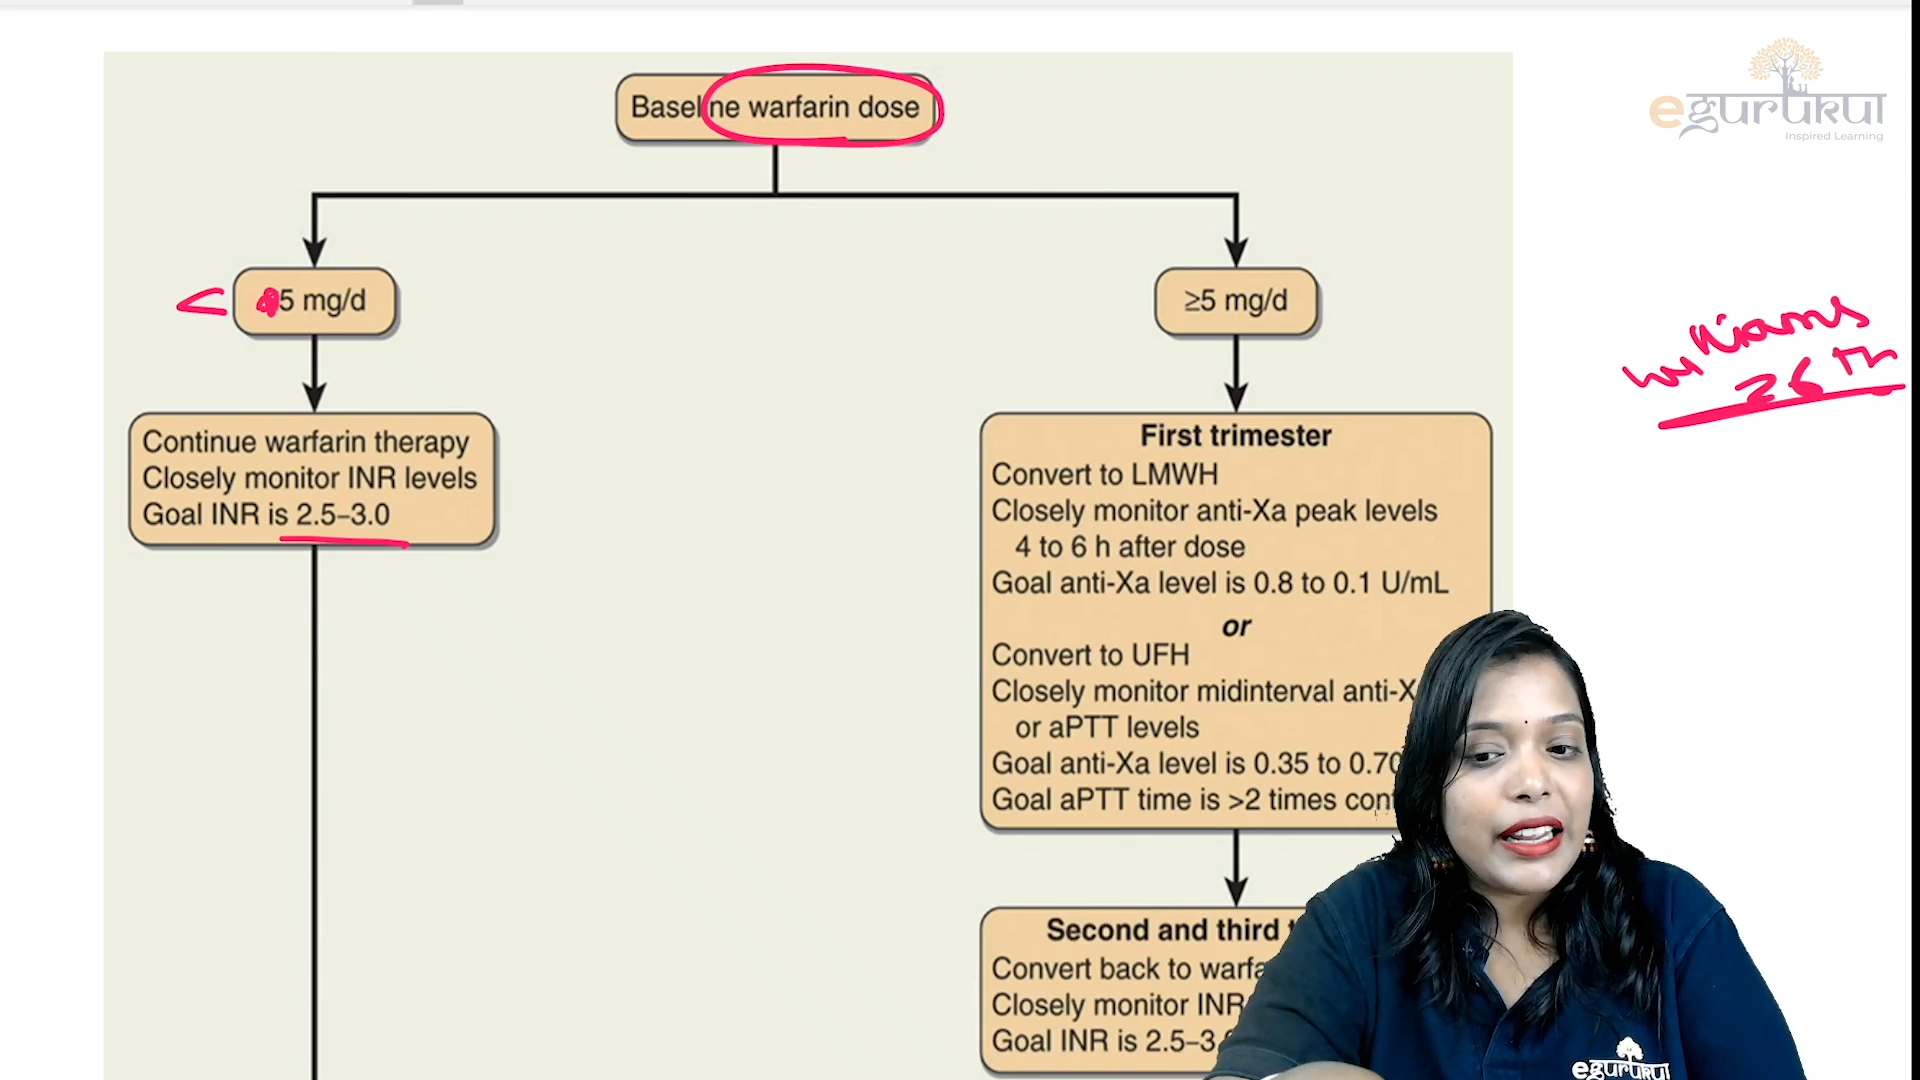 Baseline warfarin dose
egurukul
Inspired Learning
< 5 mg/d
≥5 mg/d
Williams
26th
Continue warfarin therapy
Closely monitor INR levels
Goal INR is 2.5–3.0
First trimester
Convert to LMWH
Closely monitor anti-Xa peak levels
4 to 6 h after dose
Goal anti-Xa level is 0.8 to 0.1 U/mL
or
Convert to UFH
Closely monitor midinterval anti-X
or aPTT levels
Goal anti-Xa level is 0.35 to 0.70
Goal aPTT time is >2 times
Second and third
Convert back to
Closely monitor INR
Goal INR is 2.5–3.
egurukul